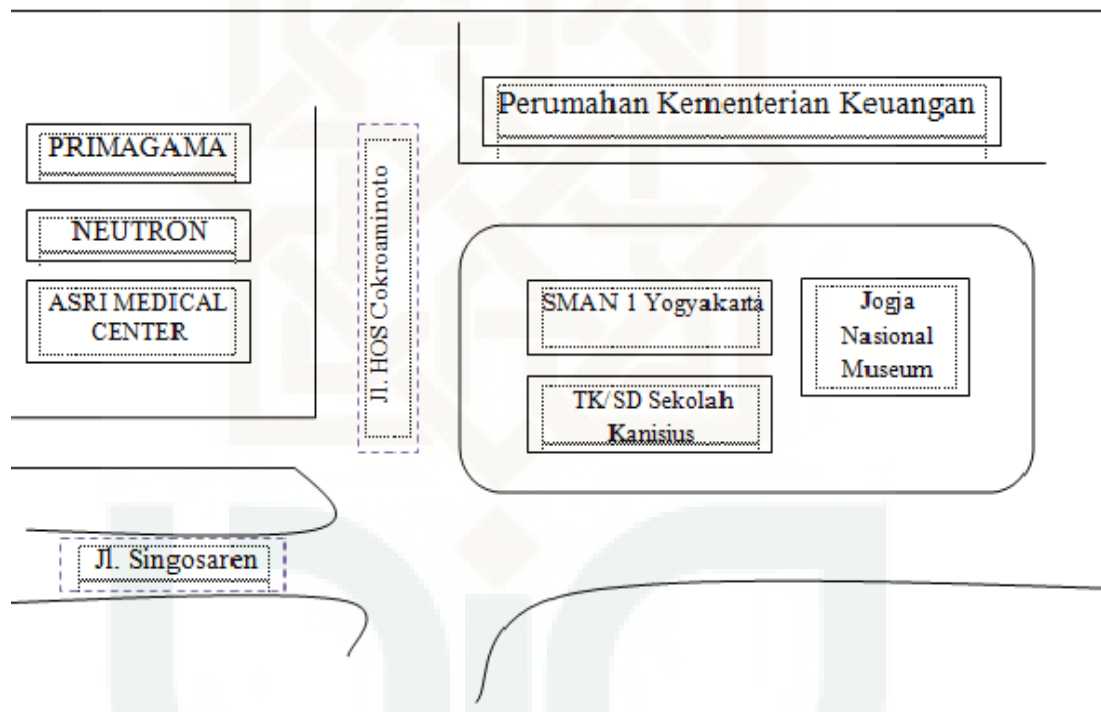 Perumahan Kementerian Keuangan
PRIMAGAMA
NEUTRON
ASRI MEDICAL
CENTER
Jl. HOS Cokroaminoto
SMAN 1 Yogyakarta
Jogja
Nasional
Museum
TK/SD Sekolah
Kanisius
Jl. Singosaren